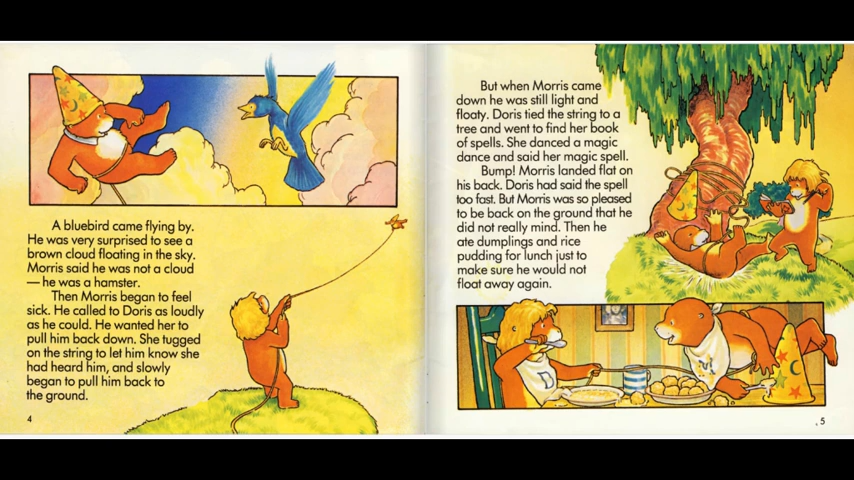 A bluebird came flying by.
He was very surprised to see a
brown cloud floating in the sky.
Morris said he was not a cloud
— he was a hamster.
Then Morris began to feel
sick. He called to Doris as loudly
as he could. He wanted her to
pull him back down. She tugged
on the string to let him know she
had heard him, and slowly
began to pull him back to
the ground.
4
But when Morris came
down he was still light and
floaty. Doris tied the string to a
tree and went to find her book
of spells. She danced a magic
dance and said her magic spell.
Bump! Morris landed flat on
his back. Doris had said the spell
too fast. But Morris was so pleased
to be back on the ground that he
did not really mind. Then he
ate dumplings and rice
pudding for lunch just to
make sure he would not
float away again.
D
M
5